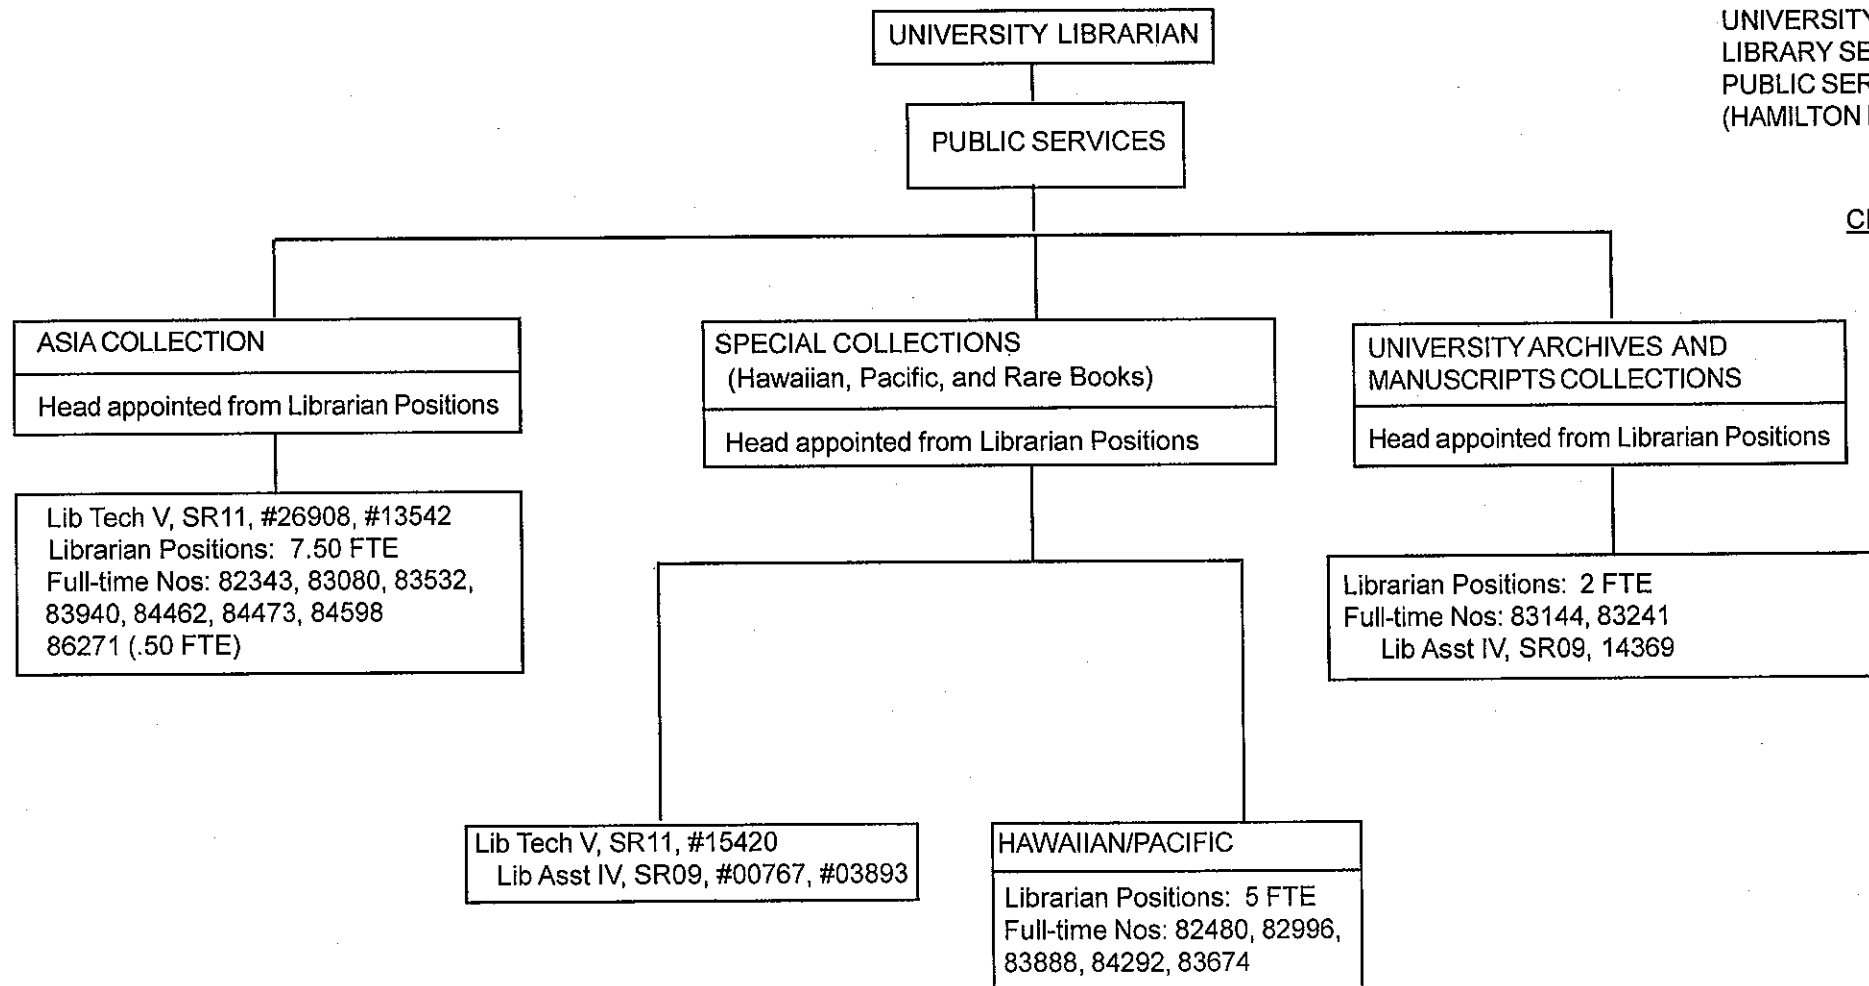 UNIVERSITY LIBRARIAN
PUBLIC SERVICES
UNIVERSITY
LIBRARY
PUBLIC
(HAMILTON
ASIA COLLECTION
Head appointed from Librarian Positions
Lib Tech V, SR11, #26908, #13542
Librarian Positions: 7.50 FTE
Full-time Nos: 82343, 83080, 83532,
83940, 84462, 84473, 84598
86271 (.50 FTE)
SPECIAL COLLECTIONS
(Hawaiian, Pacific, and Rare Books)
Head appointed from Librarian Positions
Lib Tech V, SR11, #15420
Lib Asst IV, SR09, #00767, #03893
HAWAIIAN/PACIFIC
Librarian Positions: 5 FTE
Full-time Nos: 82480, 82996,
83888, 84292, 83674
UNIVERSITY ARCHIVES AND
MANUSCRIPTS COLLECTIONS
Head appointed from Librarian Positions
Librarian Positions: 2 FTE
Full-time Nos: 83144, 83241
Lib Asst IV, SR09, 14369